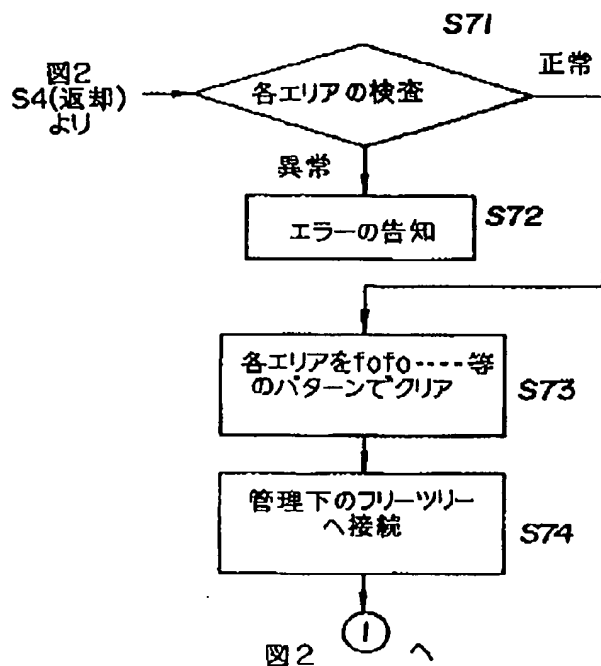 S71
図2
S4(返却)
より
各エリアの検査
正常
異常
エラーの告知
S72
各エリアをfofo----等
のパターンでクリア
S73
管理下のフリーツリー
へ接続
S74
1
図2 へ